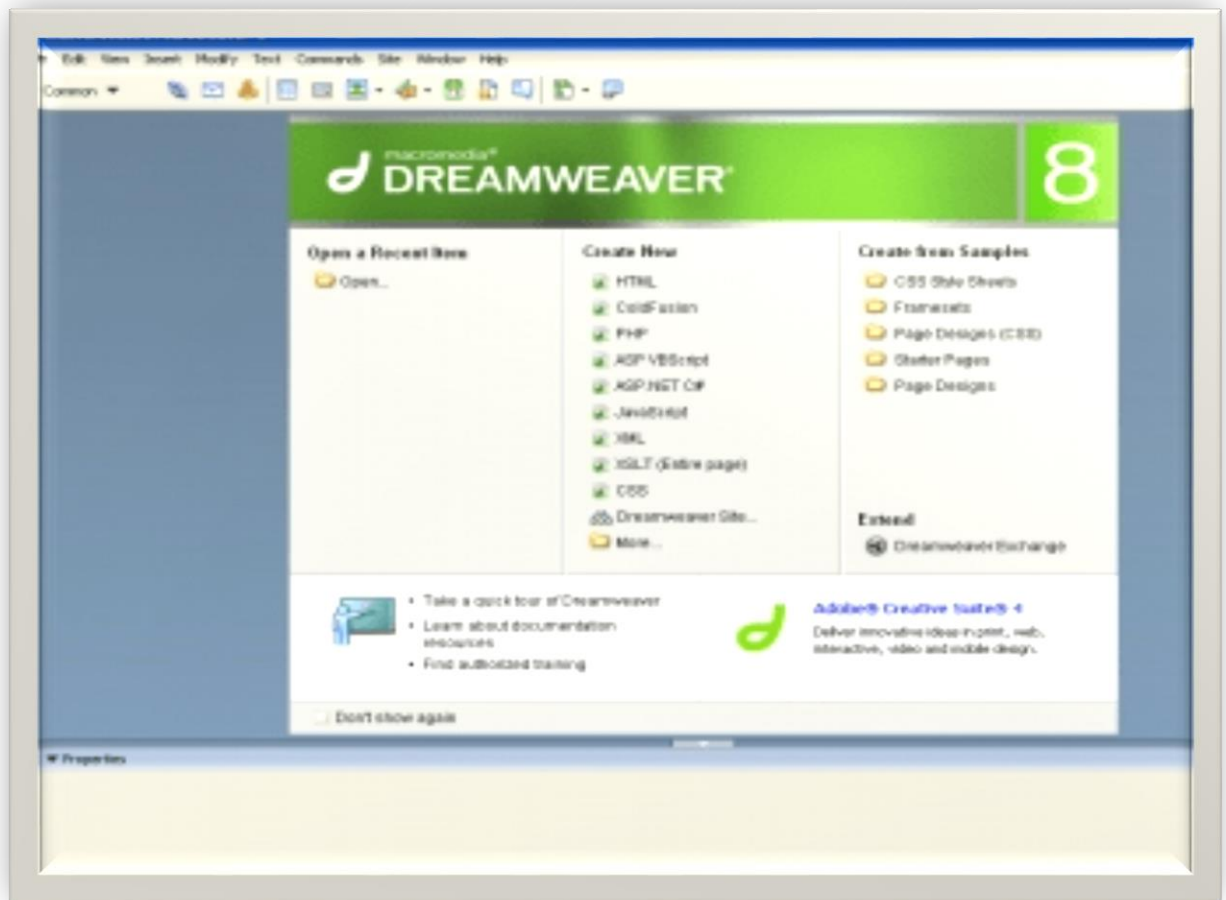 Edit View Insert Modify Text Commands Site Window Help
Common
macromedia®
DREAMWEAVER®
8
Open a Recent Item
Open...
Create New
HTML
ColdFusion
PHP
ASP VBScript
ASP.NET C#
JavaScript
XML
XSLT (Entire page)
CSS
Dreamweaver Site...
More...
Create from Samples
CSS Style Sheets
Framesets
Page Designs (CSS)
Starter Pages
Page Designs
Extend
Dreamweaver Exchange
• Take a quick tour of Dreamweaver
• Learn about documentation
resources
• Find authorized training
Adobe® Creative Suite® 4
Deliver innovative ideas in print, web,
interactive, video and mobile design.
Don't show again
Properties